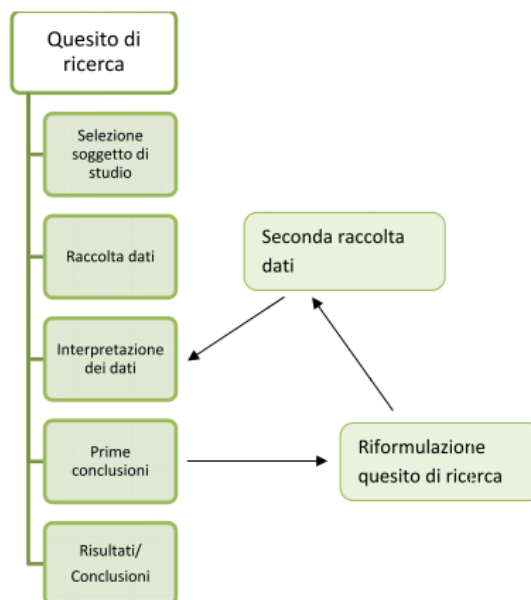 Quesito di
ricerca
Selezione
soggetto di
studio
Raccolta dati
Interpretazione
dei dati
Prime
conclusioni
Risultati/
Conclusioni
Seconda raccolta
dati
Riformulazione
quesito di ricerca